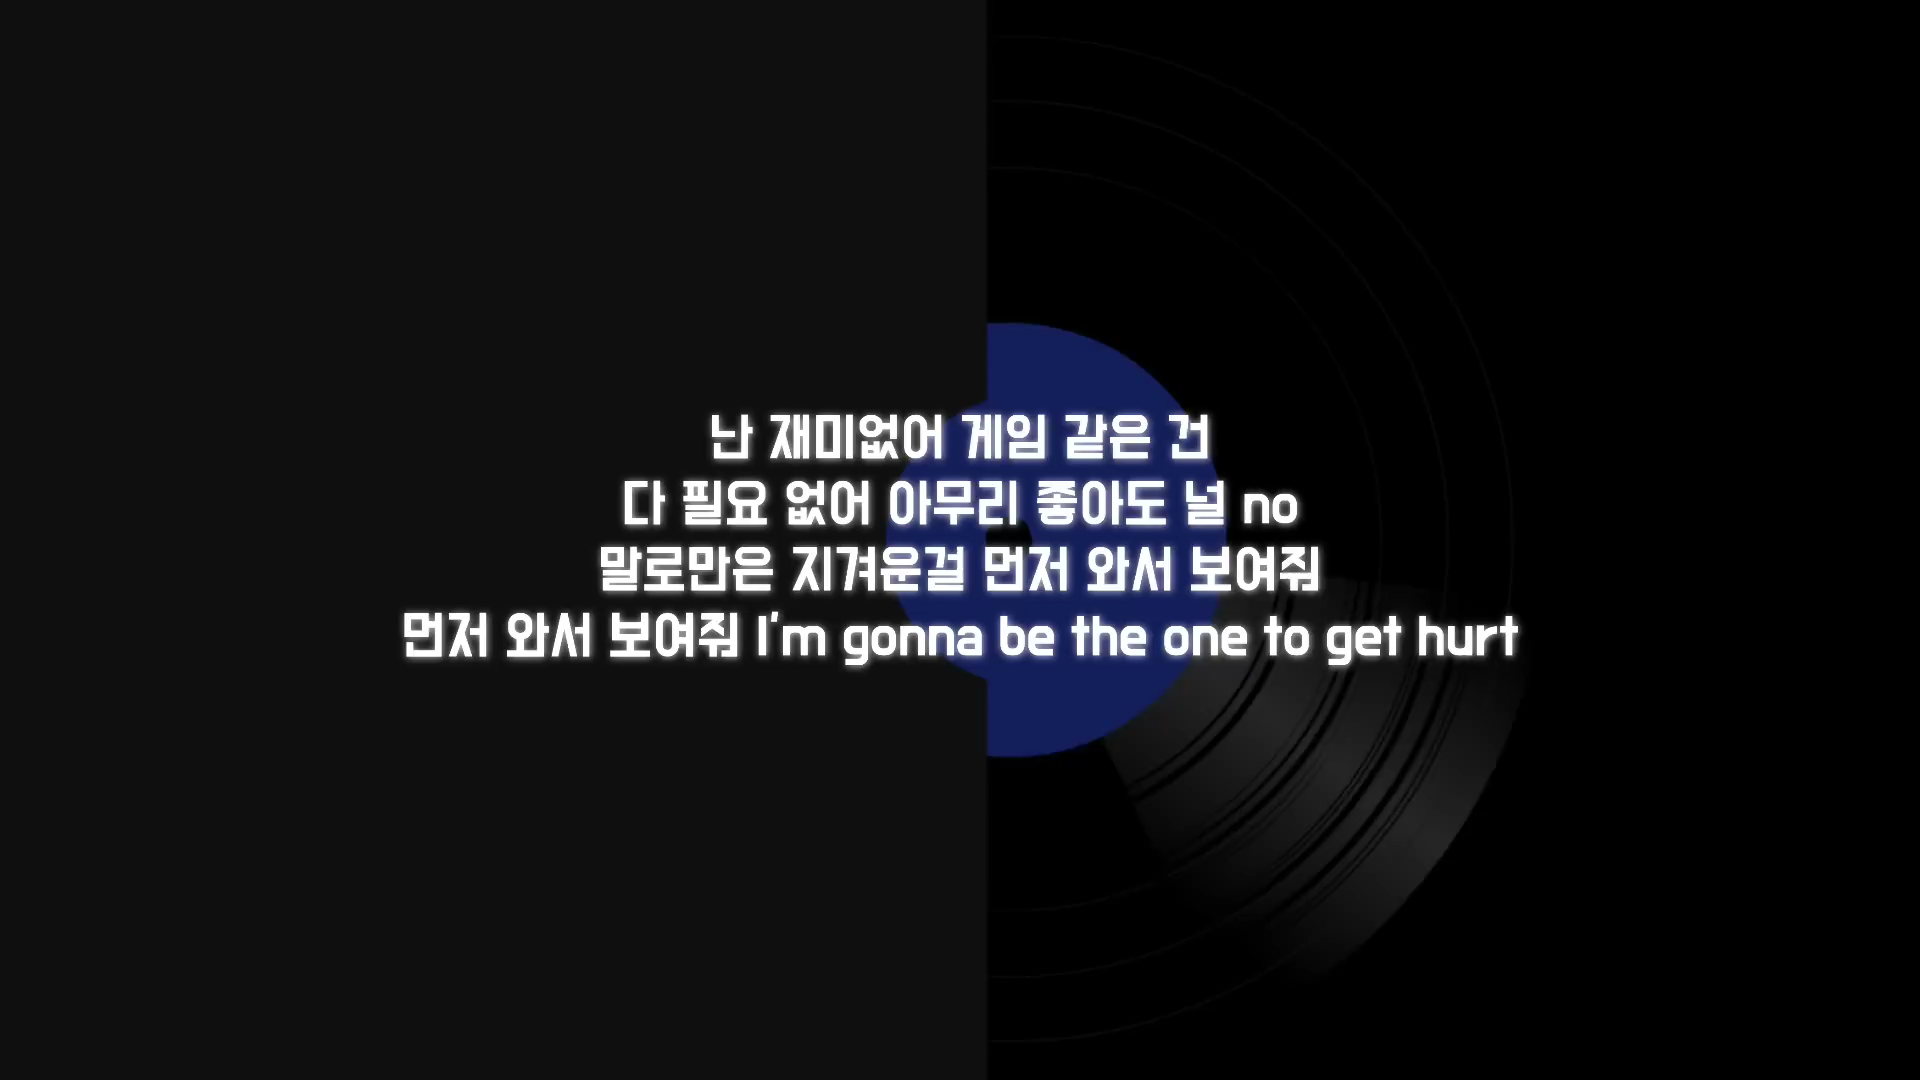 난 재미없어 게임 같은 건
다 필요 없어 아무리 좋아도 널 no
말로만은 지겨운걸 먼저 와서 보여줘
먼저 와서 보여줘 I'm gonna be the one to get hurt